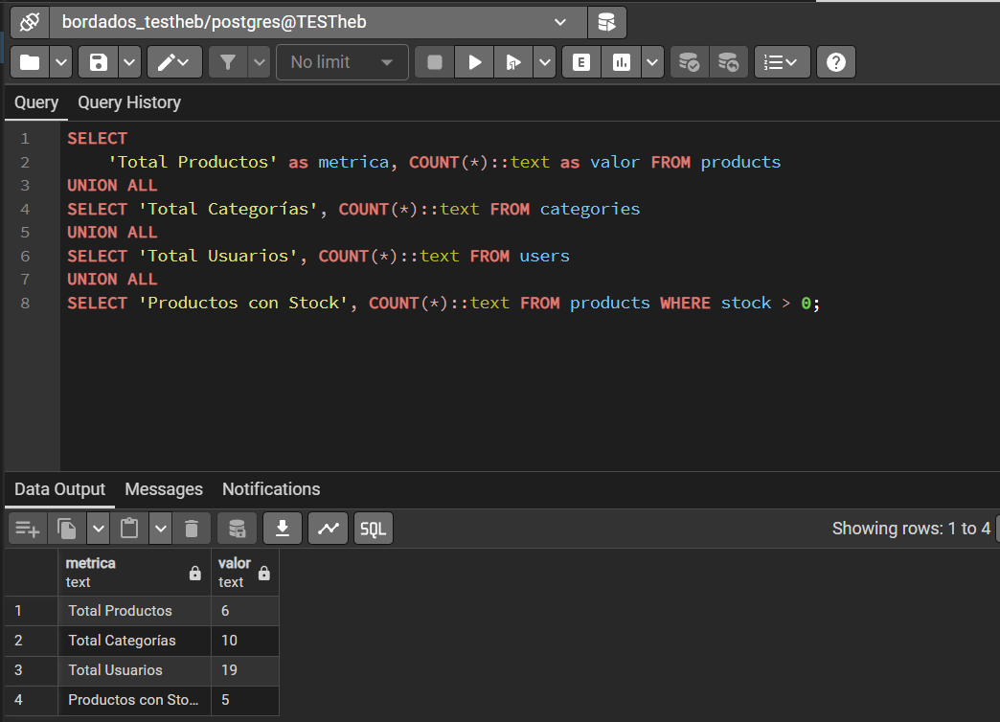 bordados_testheb/postgres@TESTheb
No limit
E
Query Query History
1 SELECT
2 'Total Productos' as metrica, COUNT(*)::text as valor FROM products
3 UNION ALL
4 SELECT 'Total Categorías', COUNT(*)::text FROM categories
5 UNION ALL
6 SELECT 'Total Usuarios', COUNT(*)::text FROM users
7 UNION ALL
8 SELECT 'Productos con Stock', COUNT(*)::text FROM products WHERE stock > 0;
Data Output Messages Notifications
SQL Showing rows: 1 to 4
metrica valor
text text
1 Total Productos 6
2 Total Categorías 10
3 Total Usuarios 19
4 Productos con Sto... 5